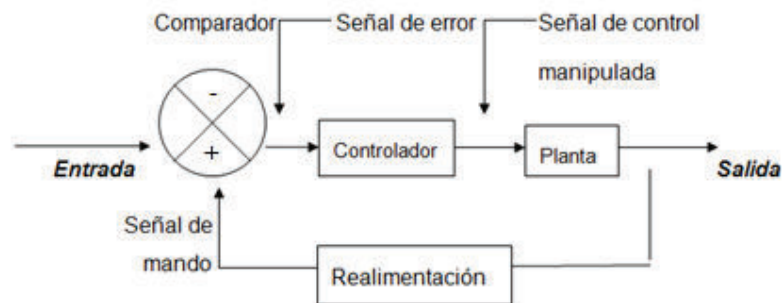 Comparador
Señal de error
Señal de control
manipulada
-
+
Entrada
Controlador
Planta
Salida
Señal de
mando
Realimentación